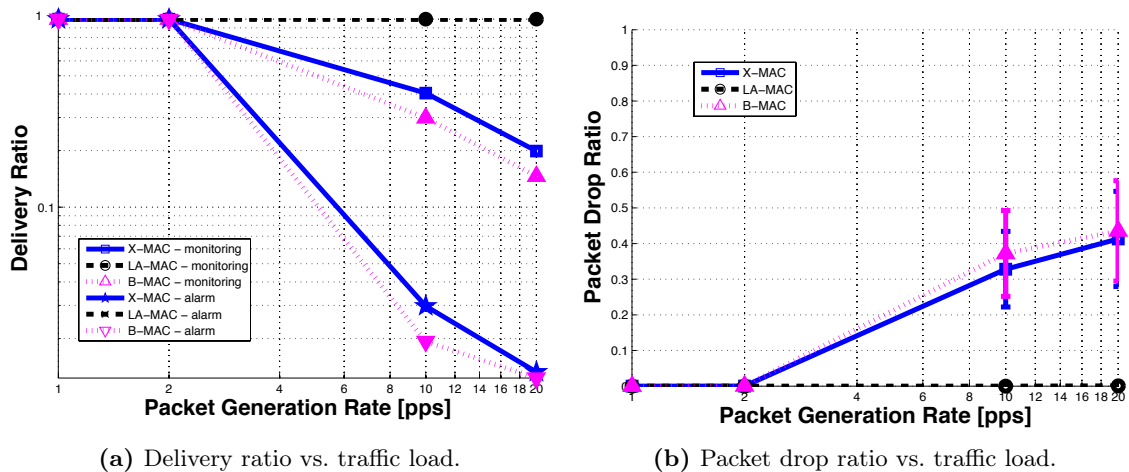 1
0.1
Delivery Ratio
X−MAC − monitoring
LA−MAC − monitoring
B−MAC − monitoring
X−MAC − alarm
LA−MAC − alarm
B−MAC − alarm
1 2 4 6 8 10 12 14 16 18 20
Packet Generation Rate [pps]
(a) Delivery ratio vs. traffic load.
1
0.9
0.8
0.7
0.6
0.5
0.4
0.3
0.2
0.1
0
Packet Drop Ratio
X−MAC
LA−MAC
B−MAC
1 2 4 6 8 10 12 14 16 18 20
Packet Generation Rate [pps]
(b) Packet drop ratio vs. traffic load.